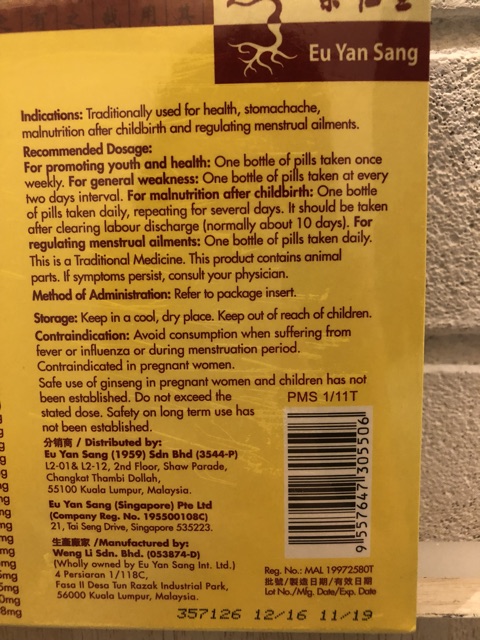 Eu Yan Sang
Indications: Traditionally used for health, stomachache,
malnutrition after childbirth and regulating menstrual ailments.
Recommended Dosage:
For promoting youth and health: One bottle of pills taken once
weekly. For general weakness: One bottle of pills taken at every
two days interval. For malnutrition after childbirth: One bottle
of pills taken daily, repeating for several days. It should be taken
after clearing labour discharge (normally about 10 days). For
regulating menstrual ailments: One bottle of pills taken daily.
This is a Traditional Medicine. This product contains animal
parts. If symptoms persist, consult your physician.
Method of Administration: Refer to package insert.
Storage: Keep in a cool, dry place. Keep out of reach of children.
Contraindication: Avoid consumption when suffering from
fever or influenza or during menstruation period.
Contraindicated in pregnant women.
Safe use of ginseng in pregnant women and children has not
been established. Do not exceed the
stated dose. Safety on long term use has
not been established.
PMS 1/11T
分銷商 / Distributed by:
Eu Yan Sang (1959) Sdn Bhd (3544-P)
L2-01& L2-12, 2nd Floor, Shaw Parade,
Changkat Thambi Dollah,
55100 Kuala Lumpur, Malaysia.
Eu Yan Sang (Singapore) Pte Ltd
(Company Reg. No. 195500108C)
21, Tai Seng Drive, Singapore 535223.
生產廠家 /Manufactured by:
Weng Li Sdn. Bhd. (053874-D)
(Wholly owned by Eu Yan Sang Int. Ltd.)
4 Persiaran 1/118C,
Fasa II Desa Tun Razak Industrial Park,
56000 Kuala Lumpur, Malaysia.
9 557647 305506
Reg. No.: MAL 19972580T
批號/製造日期/有效日期
Lot No./Mfg. Date/Exp. Date
357126 12-16 11-19
mg
mg
mg
mg